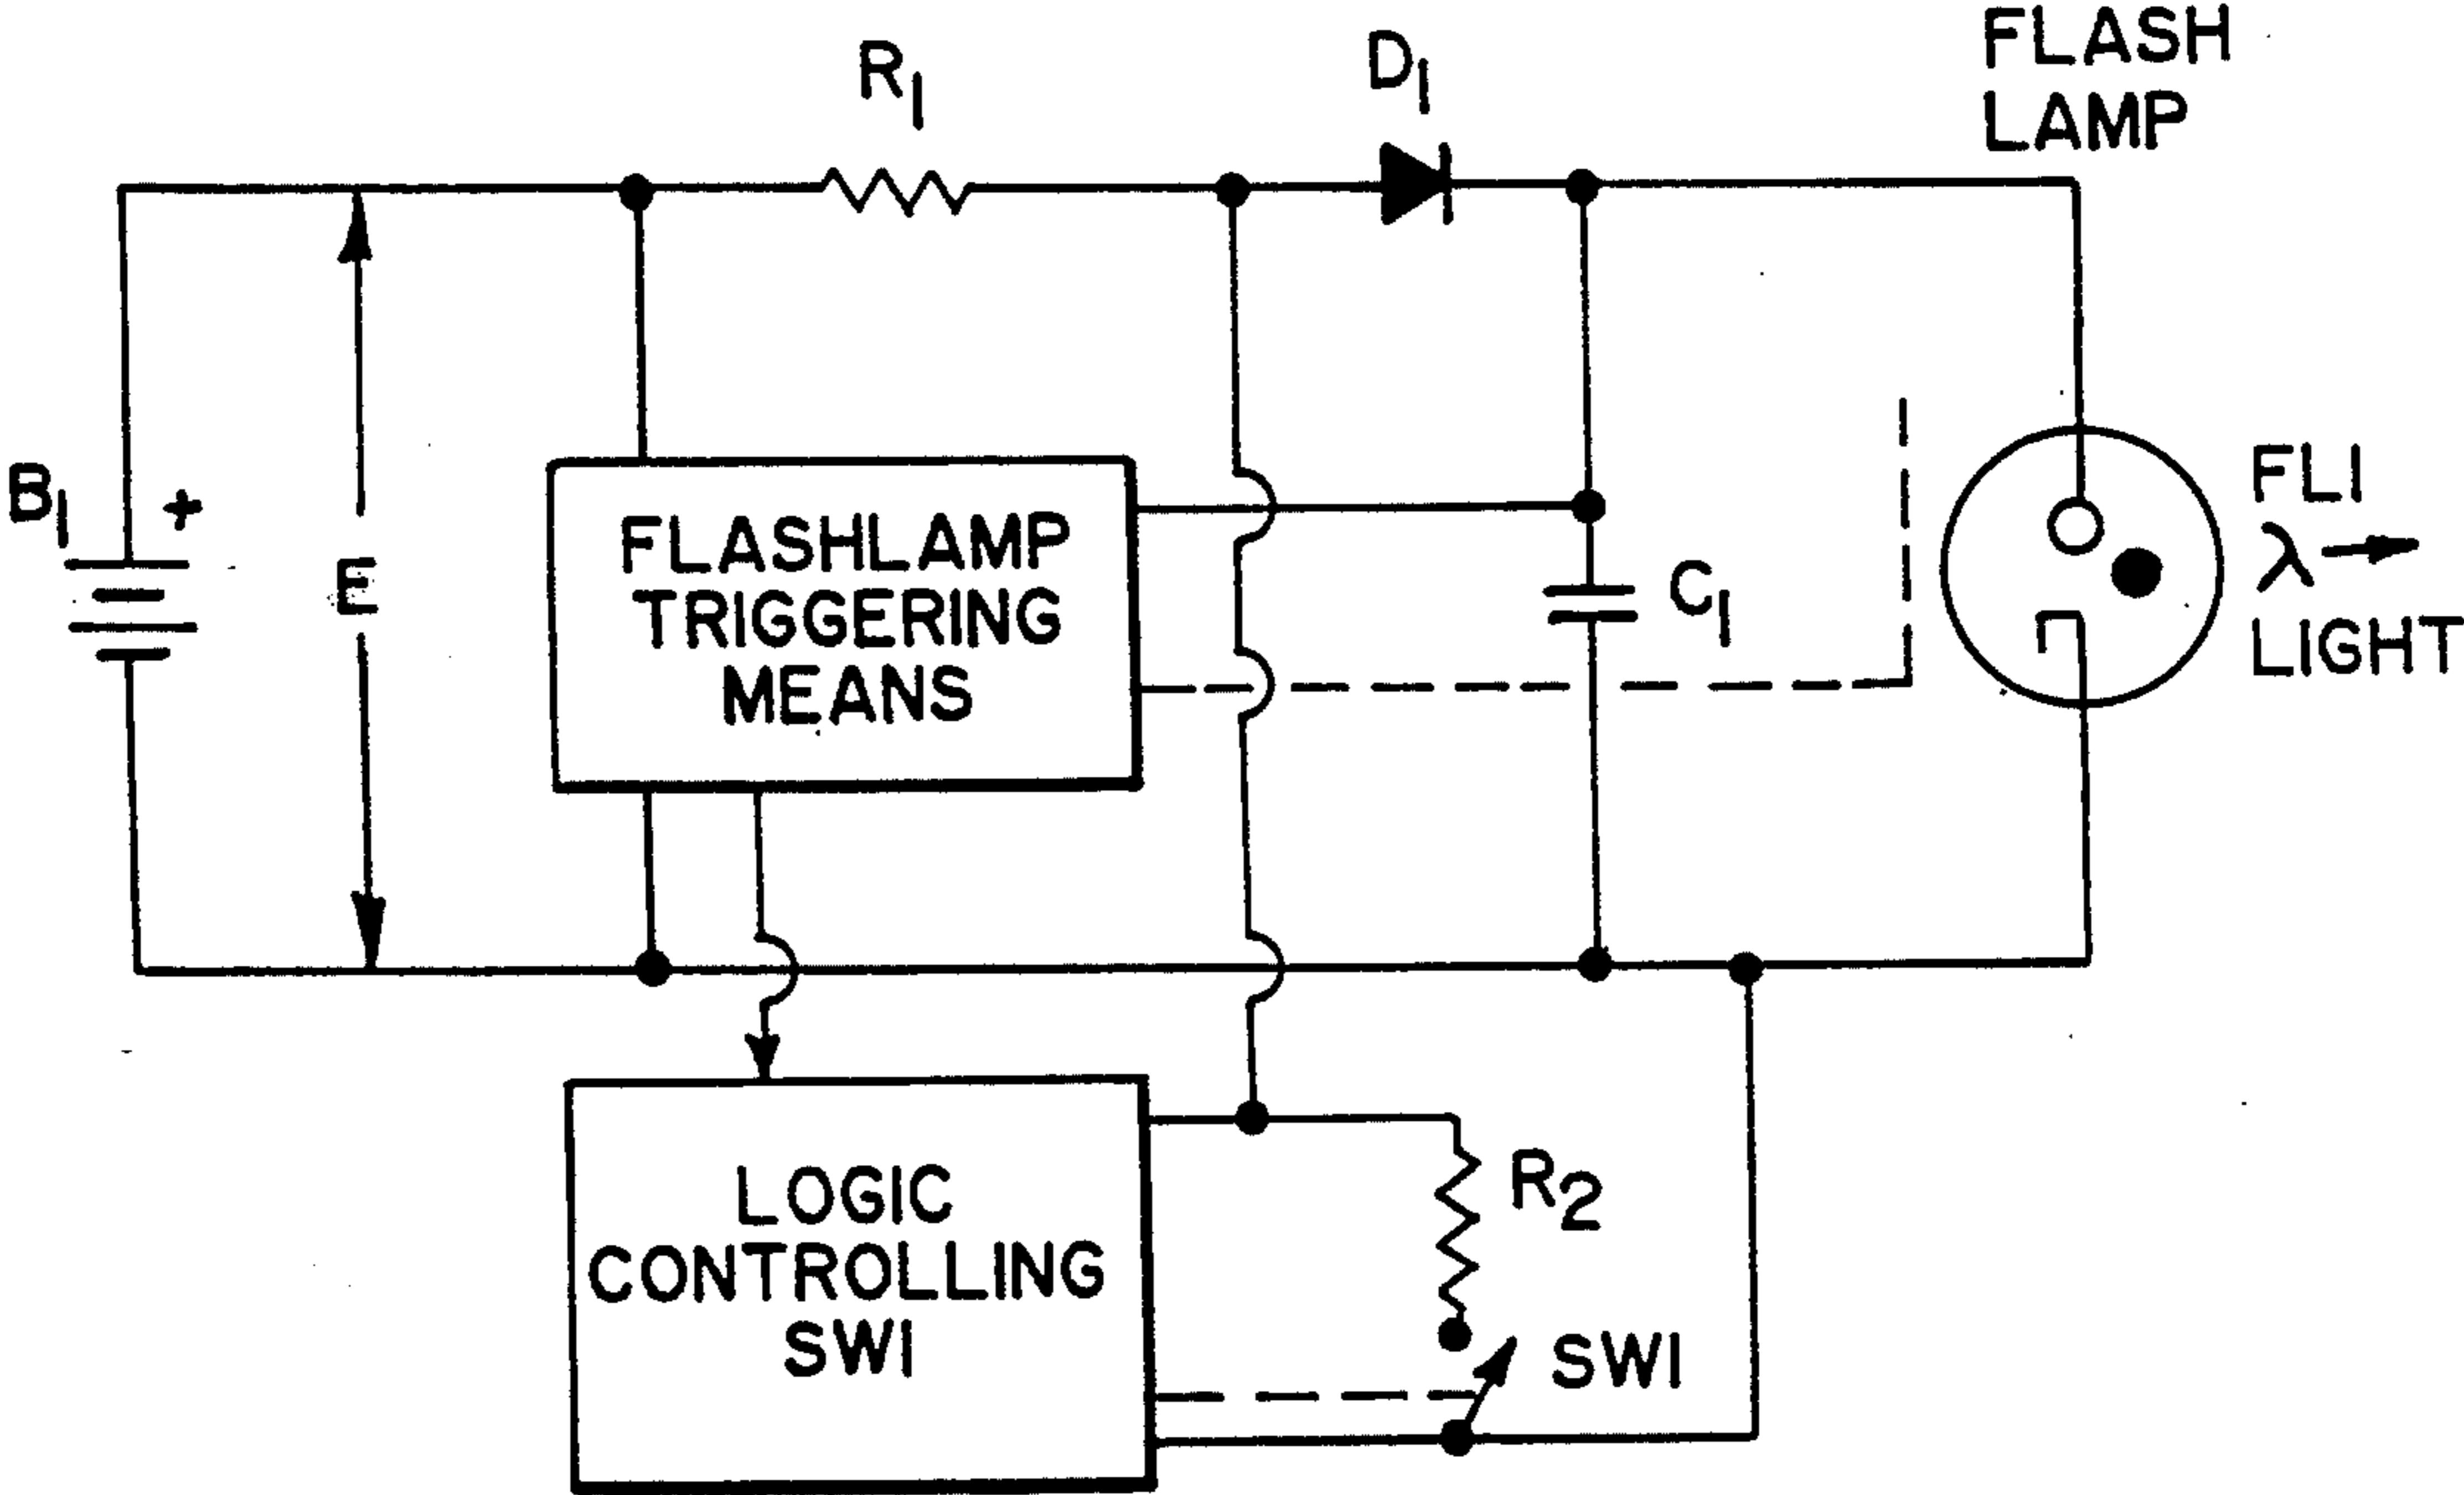 FLASH
LAMP
R1
D1
B1
+
E
FLASHLAMP
TRIGGERING
MEANS
C1
FL1
λ
LIGHT
LOGIC
CONTROLLING
SW1
R2
SW1